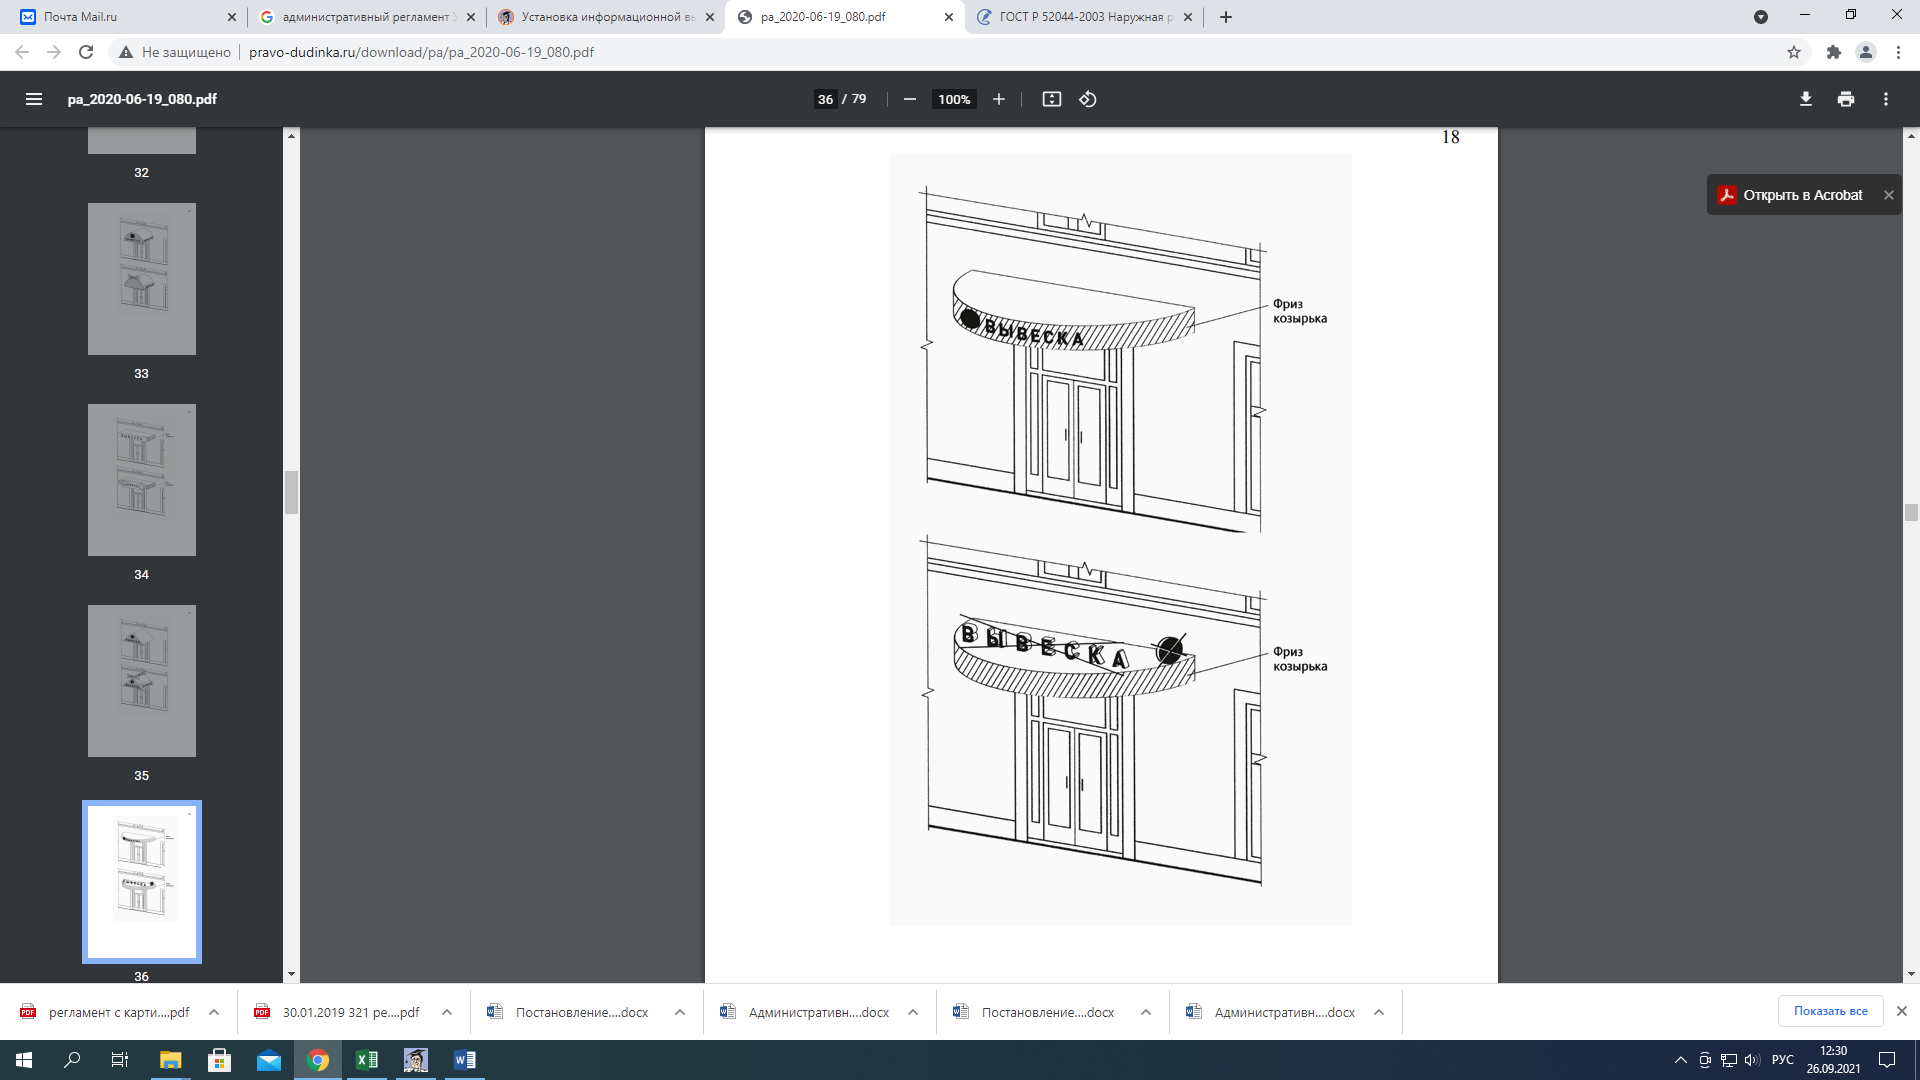 Почта Mail.ru
административный регламент У
Установка информационной вы
pa_2020-06-19_080.pdf
ГОСТ Р 52044-2003 Наружная р
Не защищено
pravo-dudinka.ru/download/pa/pa_2020-06-19_080.pdf
pa_2020-06-19_080.pdf
36 / 79
100%
Открыть в Acrobat
32
33
34
35
36
18
ВЫВЕСКА
Фриз
козырька
ВЫВЕСКА
Фриз
козырька
регламент с карти....pdf
30.01.2019 321 ре....pdf
Постановление....docx
Административн....docx
Постановление....docx
Административн....docx
Показать все
РУС
12:30
26.09.2021